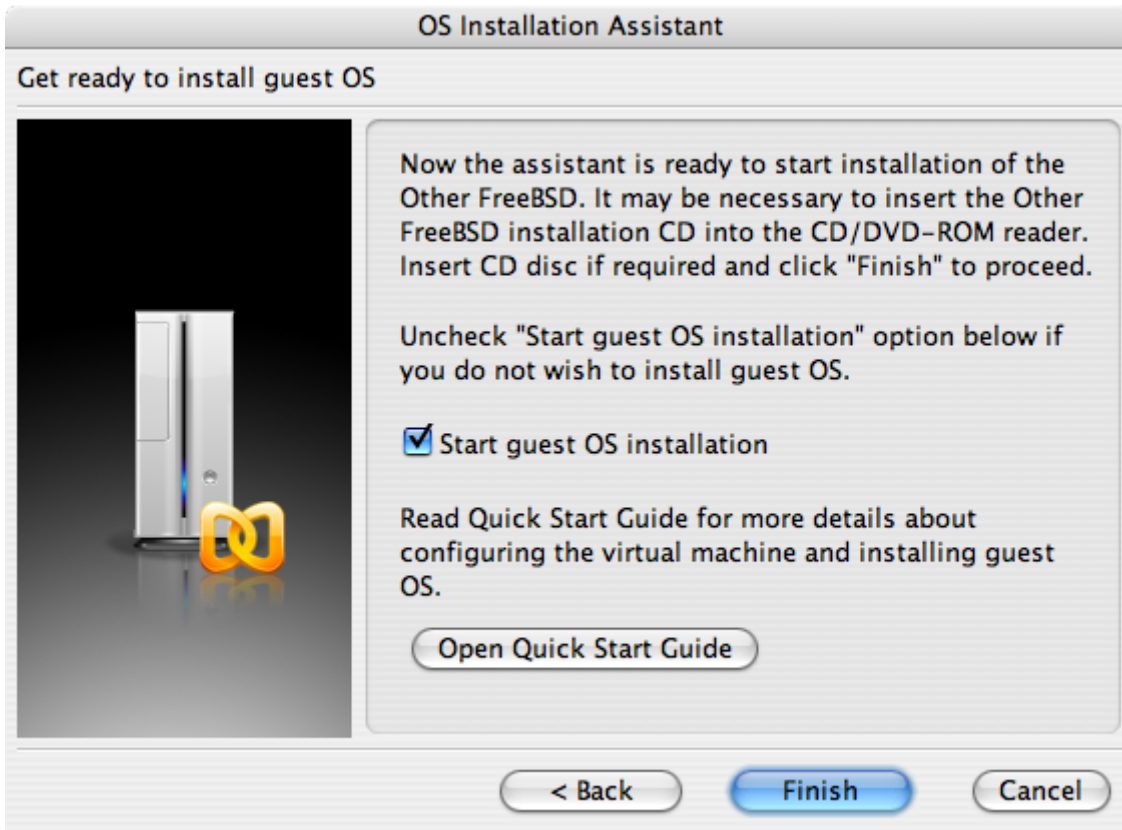 OS Installation Assistant
Get ready to install guest OS
Now the assistant is ready to start installation of the
Other FreeBSD. It may be necessary to insert the Other
FreeBSD installation CD into the CD/DVD-ROM reader.
Insert CD disc if required and click "Finish" to proceed.
Uncheck "Start guest OS installation" option below if
you do not wish to install guest OS.
Start guest OS installation
Read Quick Start Guide for more details about
configuring the virtual machine and installing guest
OS.
Open Quick Start Guide
< Back
Finish
Cancel